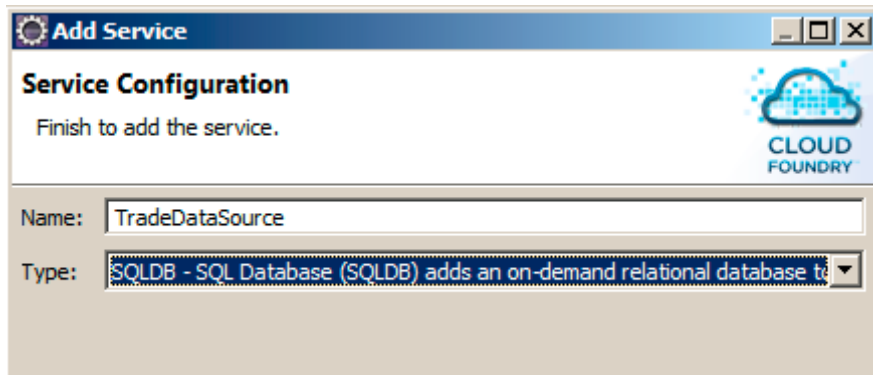 Add Service
Service Configuration
Finish to add the service.
CLOUD
FOUNDRY
Name: TradeDataSource
Type: SQLDB - SQL Database (SQLDB) adds an on-demand relational database